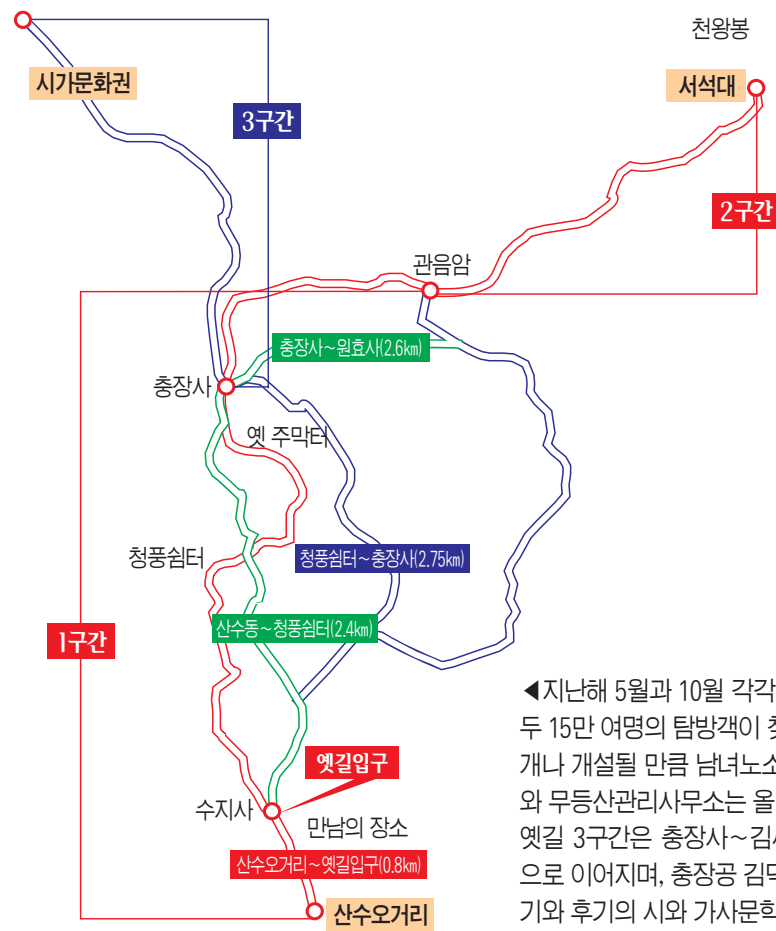 천왕봉
시가문화권
서석대
3구간
2구간
관음암
충장사~원효사(2.6㎞)
충장사
옛 주막터
청풍쉼터
청풍쉼터~충장사(2.75㎞)
산수동~청풍쉼터(2.4㎞)
1구간
옛길입구
수지사
만남의 장소
산수오거리~옛길입구(0.8㎞)
산수오거리
◀지난해 5월과 10월 각각
두 15만 여명의 탐방객이
개나 개설될 만큼 남녀노소
와 무등산관리사무소는 올
옛길 3구간은 충장사~김
으로 이어지며, 충장공 김덕
기와 후기의 시와 가사문학